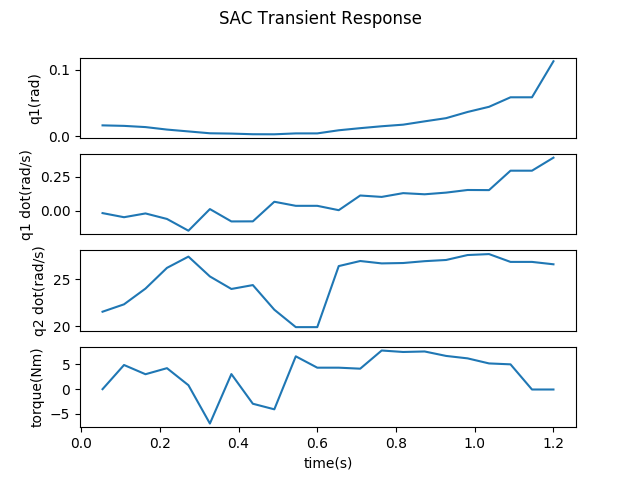 SAC Transient Response
q1(rad)
0.1
0.0
q1 dot(rad/s)
0.25
0.00
q2 dot(rad/s)
25
20
torque(Nm)
5
0
−5
0.0 0.2 0.4 0.6 0.8 1.0 1.2
time(s)